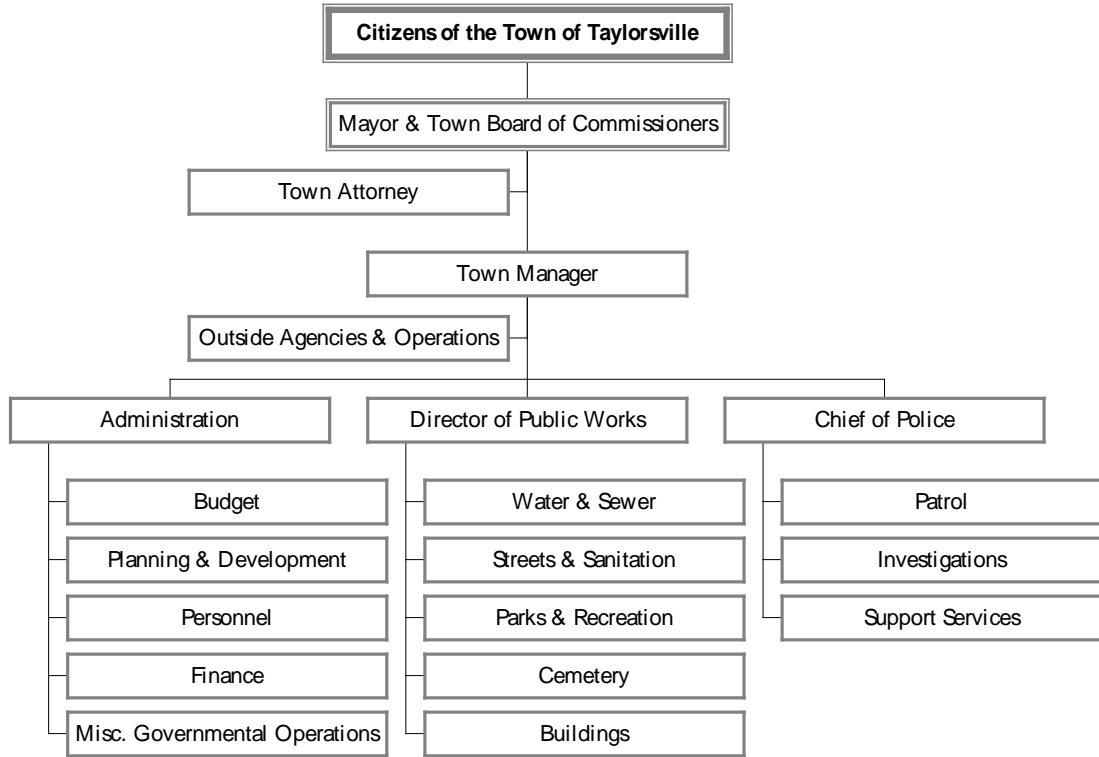 Citizens of the Town of Taylorsville
Mayor & Town Board of Commissioners
Town Attorney
Town Manager
Outside Agencies & Operations
Administration
Director of Public Works
Chief of Police
Budget
Planning & Development
Personnel
Finance
Misc. Governmental Operations
Water & Sewer
Streets & Sanitation
Parks & Recreation
Cemetery
Buildings
Patrol
Investigations
Support Services